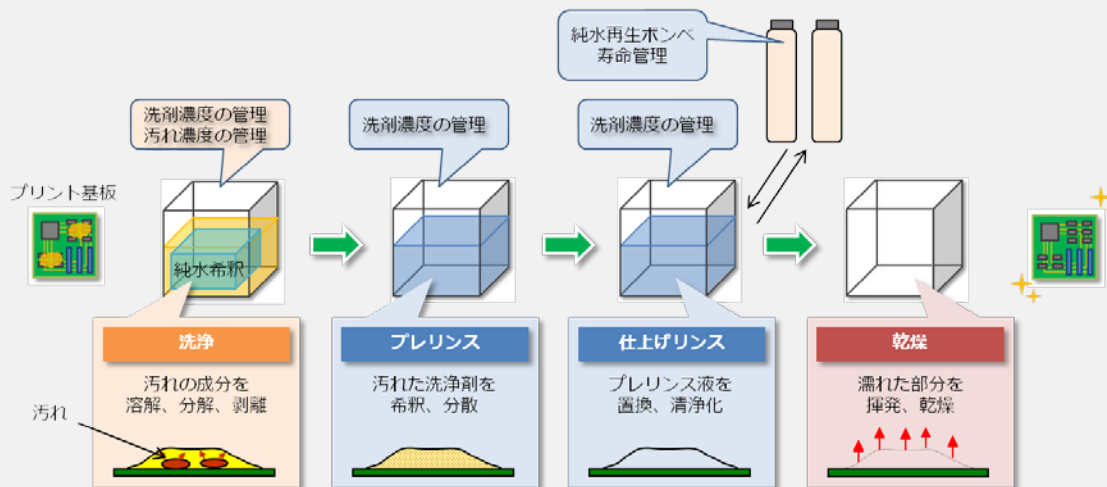 純水再生ボンベ
寿命管理
洗剤濃度の管理
汚れ濃度の管理
洗剤濃度の管理
洗剤濃度の管理
プリント基板
純水希釈
洗浄
汚れの成分を
溶解、分解、剥離
汚れ
プレリンス
汚れた洗浄剤を
希釈、分散
仕上げリンス
プレリンス液を
置換、清浄化
乾燥
濡れた部分を
揮発、乾燥